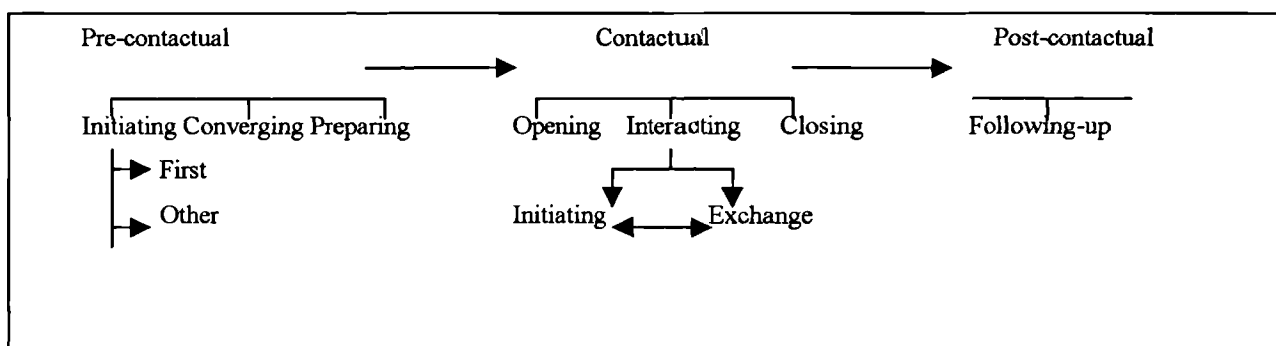 Pre-contactual Contactual Post-contactual
Initiating Converging Preparing Opening Interacting Closing Following-up
First
Other Initiating Exchange